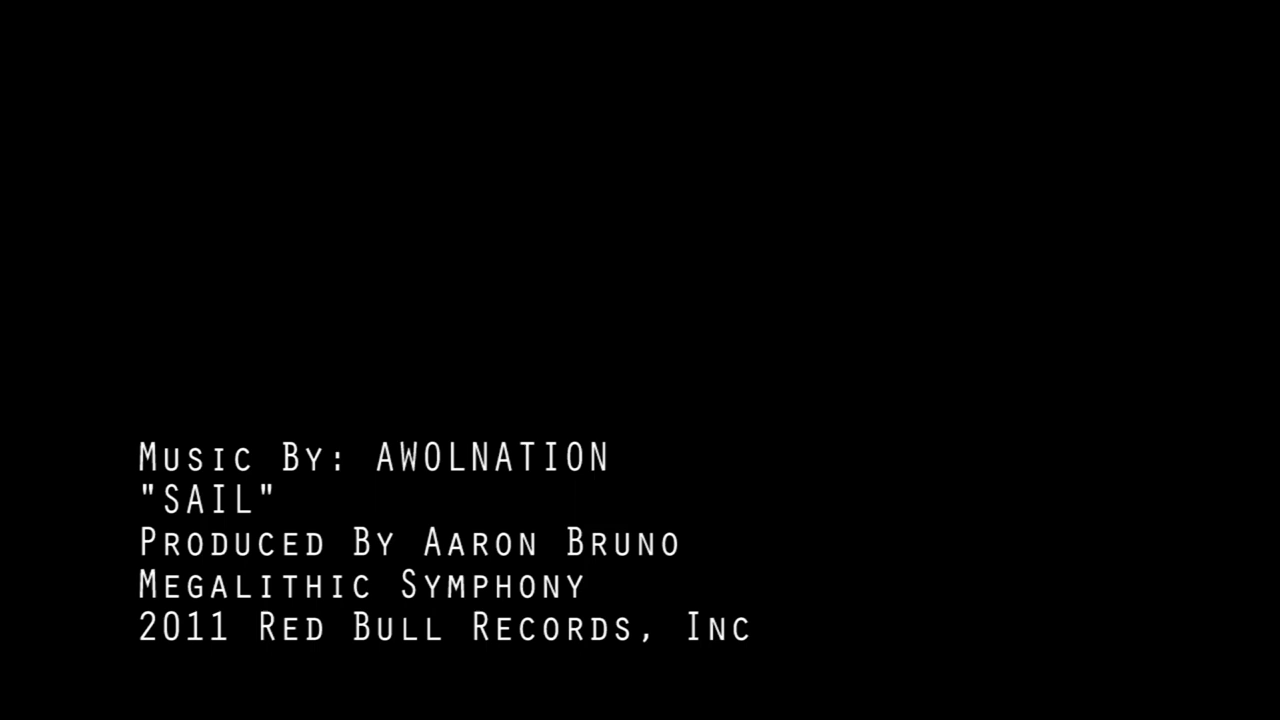 Music By: AWOLNATION
"SAIL"
Produced By Aaron Bruno
Megalithic Symphony
2011 Red Bull Records, Inc